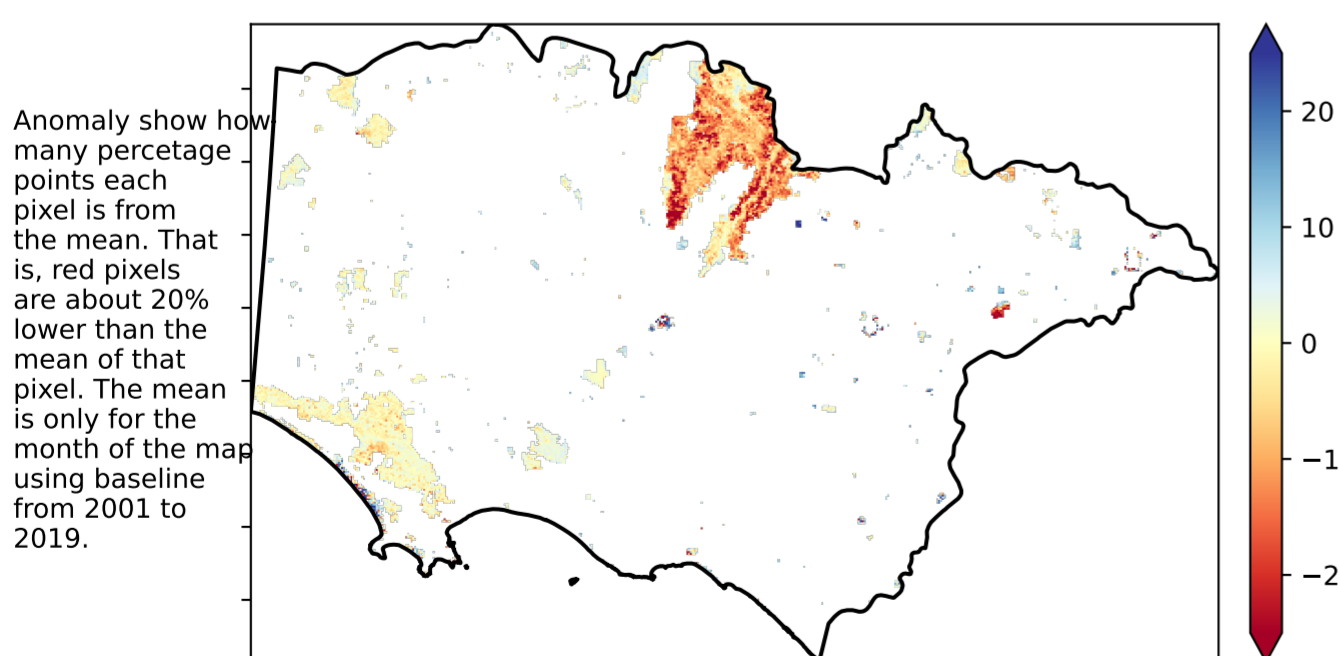 Anomaly show how
many percetage
points each
pixel is from
the mean. That
is, red pixels
are about 20%
lower than the
mean of that
pixel. The mean
is only for the
month of the map
using baseline
from 2001 to
2019.
20
10
0
−1
−2